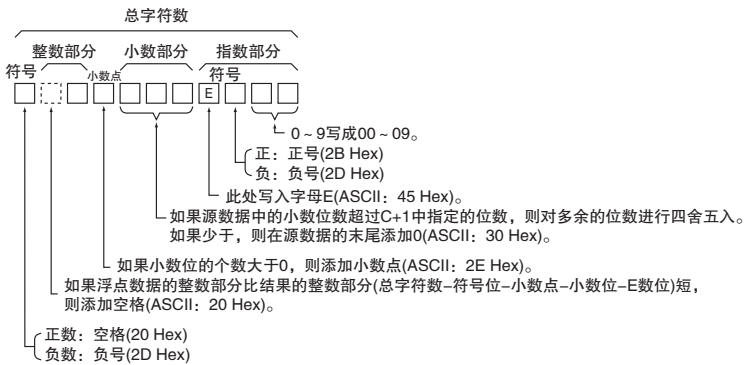 总字符数
整数部分 小数部分 指数部分
符号 小数点 符号
E
0~9写成00~09。
正：正号(2B Hex)
负：负号(2D Hex)
此处写入字母E(ASCII：45 Hex)。
如果源数据中的小数位数超过C+1中指定的位数，则对多余的位数进行四舍五入。
如果少于，则在源数据的末尾添加0(ASCII：30 Hex)。
如果小数位的个数大于0，则添加小数点(ASCII：2E Hex)。
如果浮点数据的整数部分比结果的整数部分(总字符数–符号位–小数点–小数位–E数位)短，
则添加空格(ASCII：20 Hex)。
正数：空格(20 Hex)
负数：负号(2D Hex)